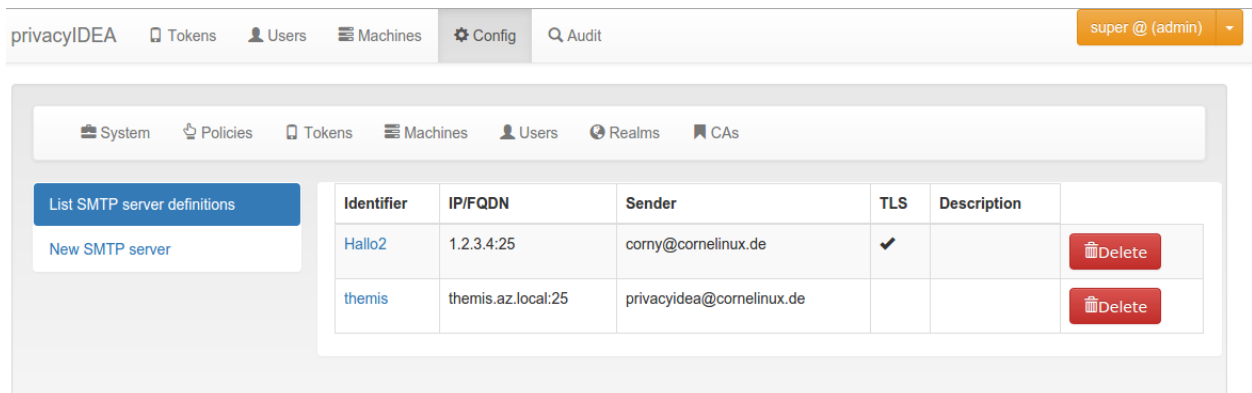 privacyIDEA Tokens Users Machines Config Audit super @ (admin)
System Policies Tokens Machines Users Realms CAs
List SMTP server definitions
New SMTP server
Identifier IP/FQDN Sender TLS Description
Hallo2 1.2.3.4:25 corny@cornelinux.de Delete
themis themis.az.local:25 privacyidea@cornelinux.de Delete